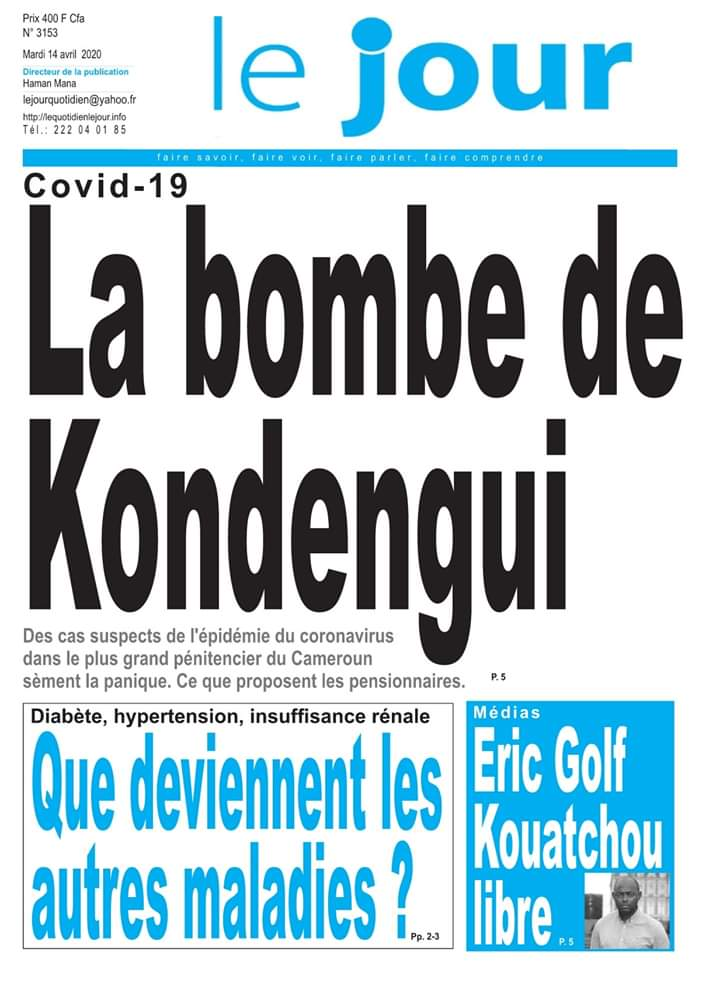 Prix 400 F Cfa
N° 3153
Mardi 14 avril 2020
Directeur de la publication
Haman Mana
lejourquotidien@yahoo.fr
http://lequotidienlejour.info
Tél.: 222 04 01 85
le jour
faire savoir, faire voir, faire parler, faire comprendre
Covid-19
La bombe de
Kondengui
Des cas suspects de l'épidémie du coronavirus
dans le plus grand pénitencier du Cameroun
sèment la panique. Ce que proposent les pensionnaires.
P. 5
Diabète, hypertension, insuffisance rénale
Que deviennent les
autres maladies ?
Pp. 2-3
Médias
Eric Golf
Kouatchou
libre
P. 5